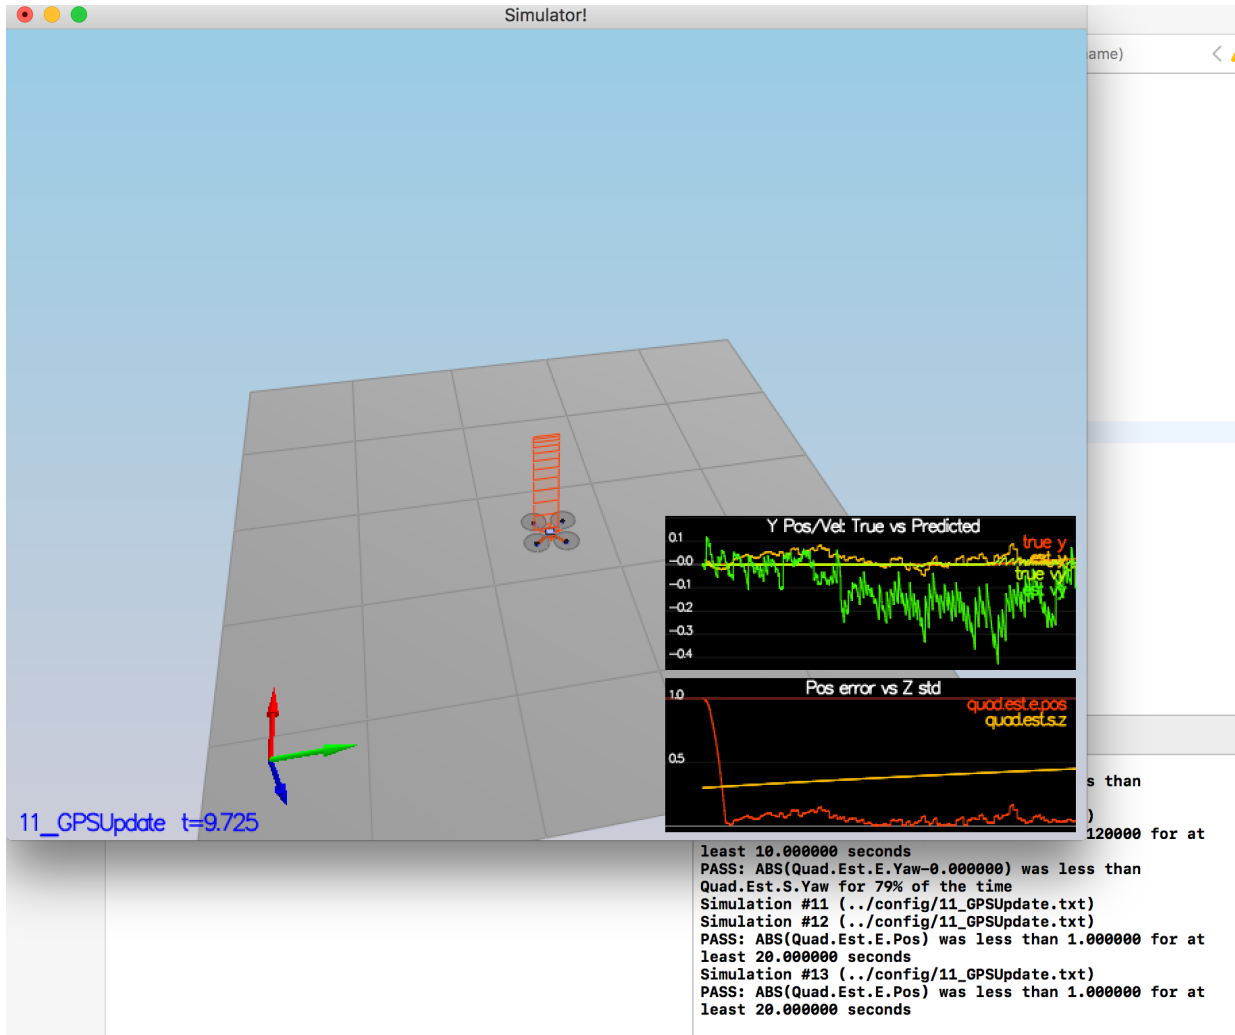 Simulator!
ame)
Y Pos/Vel: True vs Predicted
0.1
-0.0
-0.1
-0.2
-0.3
-0.4
true y
est y
true vy
est vy
Pos error vs Z std
1.0
0.5
quad.est.e.pos
quad.est.s.z
11_GPSUpdate t=9.725
s than
)
120000 for at
least 10.000000 seconds
PASS: ABS(Quad.Est.E.Yaw-0.000000) was less than
Quad.Est.S.Yaw for 79% of the time
Simulation #11 (../config/11_GPSUpdate.txt)
Simulation #12 (../config/11_GPSUpdate.txt)
PASS: ABS(Quad.Est.E.Pos) was less than 1.000000 for at
least 20.000000 seconds
Simulation #13 (../config/11_GPSUpdate.txt)
PASS: ABS(Quad.Est.E.Pos) was less than 1.000000 for at
least 20.000000 seconds